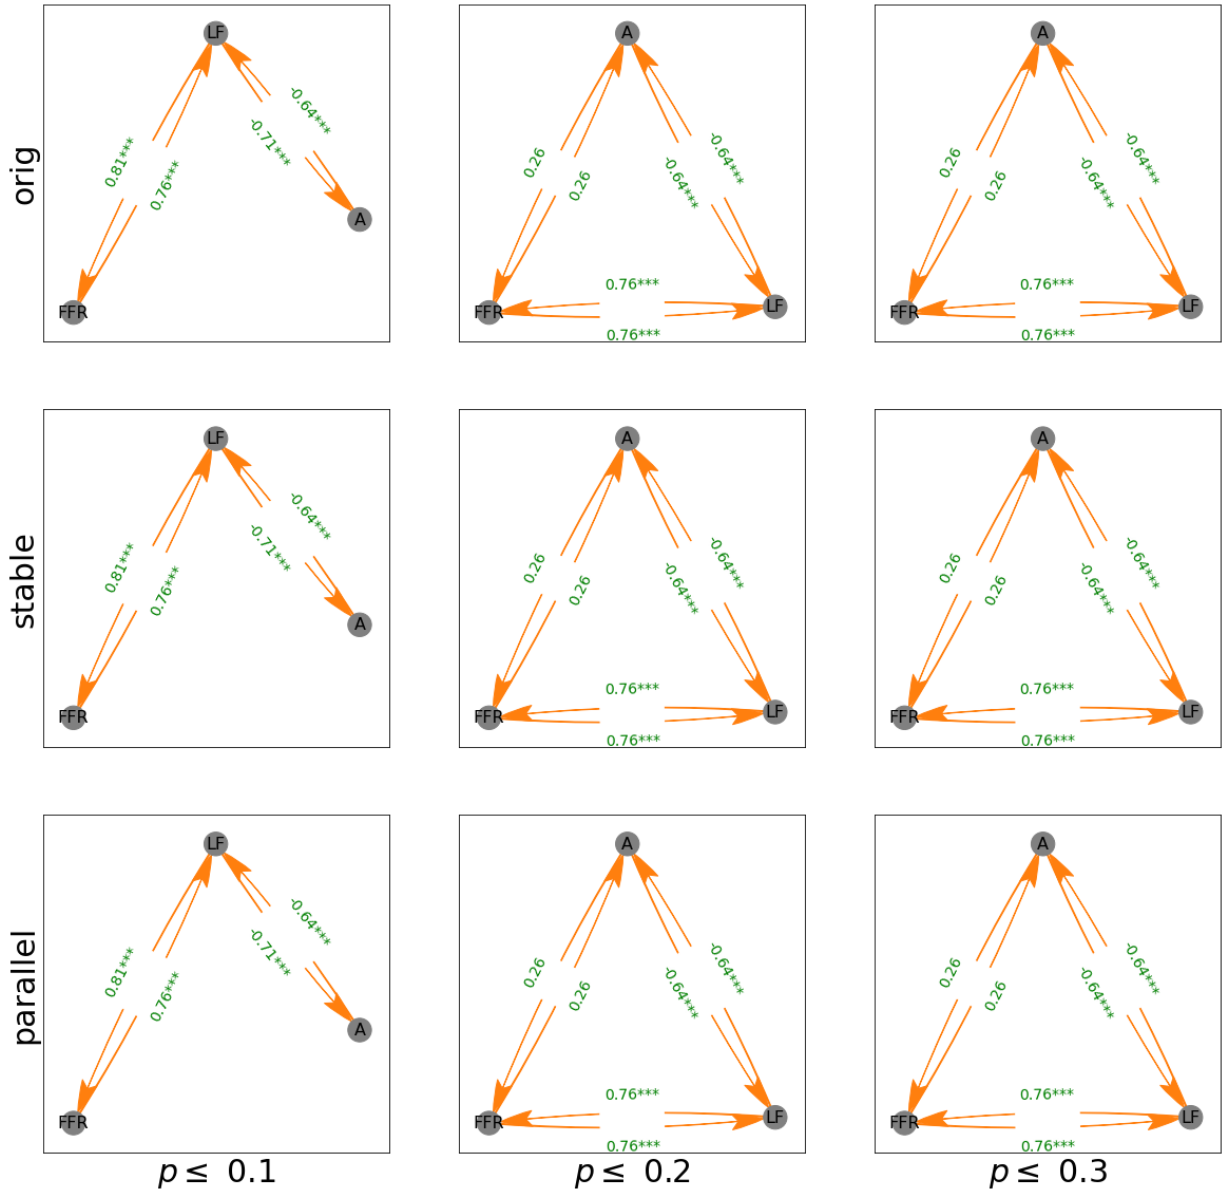 orig
LF
-0.64***
-0.71***
0.81***
0.76***
A
FFR
A
0.26
0.26
-0.64***
-0.64***
0.76***
FFR
LF
0.76***
A
0.26
0.26
-0.64***
-0.64***
0.76***
FFR
LF
0.76***
stable
LF
-0.64***
-0.71***
0.81***
0.76***
A
FFR
A
0.26
0.26
-0.64***
-0.64***
0.76***
FFR
LF
0.76***
A
0.26
0.26
-0.64***
-0.64***
0.76***
FFR
LF
0.76***
parallel
LF
-0.64***
-0.71***
0.81***
0.76***
A
FFR
A
0.26
0.26
-0.64***
-0.64***
0.76***
FFR
LF
0.76***
A
0.26
0.26
-0.64***
-0.64***
0.76***
FFR
LF
0.76***
p ≤ 0.1
p ≤ 0.2
p ≤ 0.3